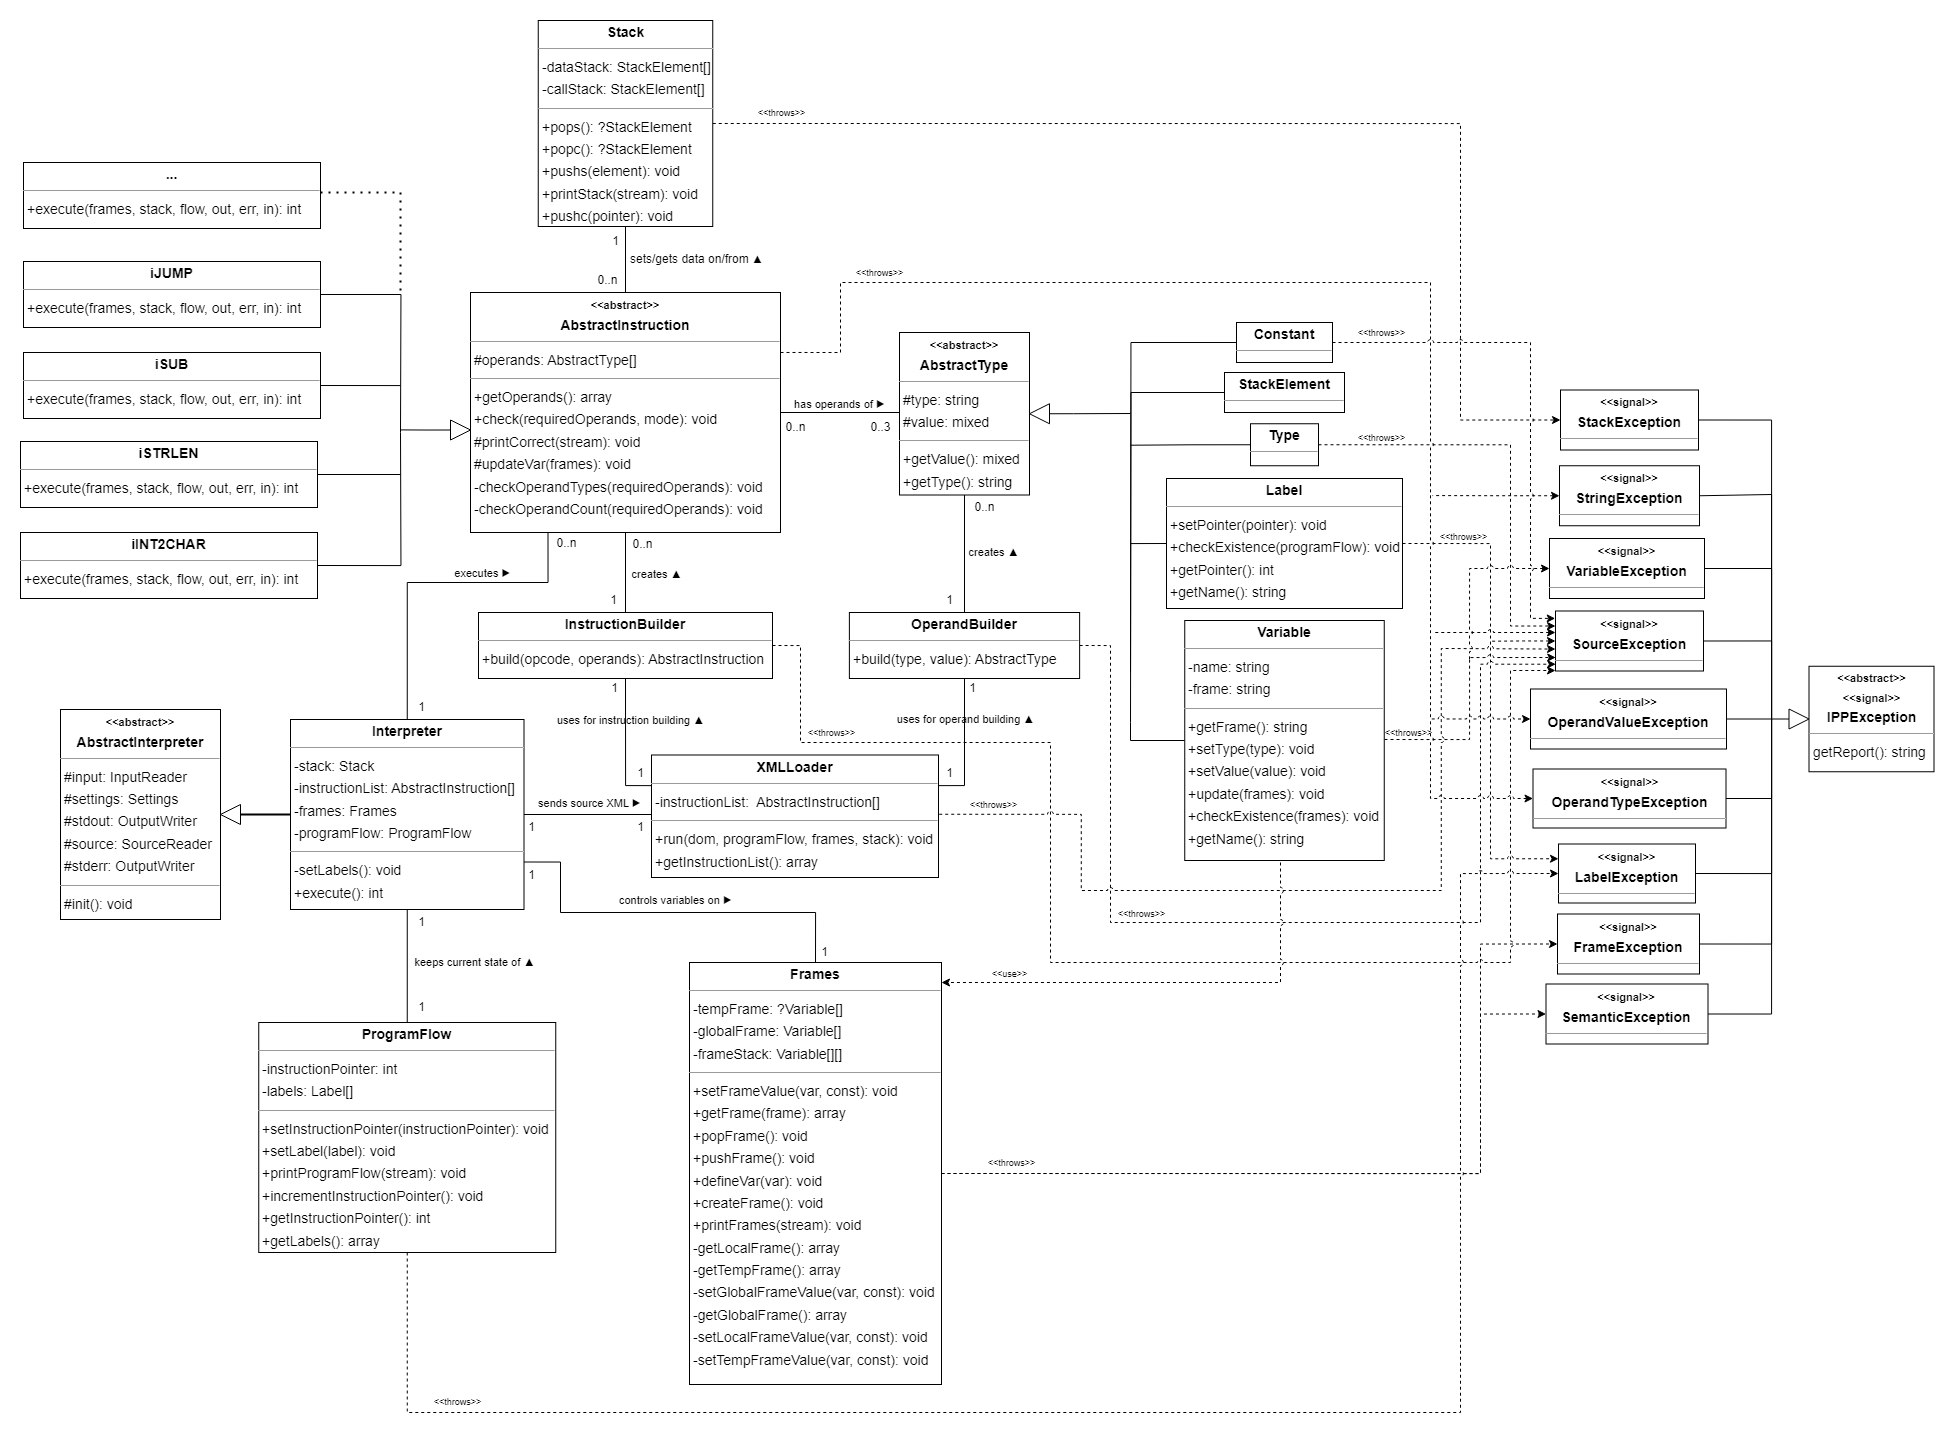 Stack
-dataStack: StackElement[]
-callStack: StackElement[]
+pops(): ?StackElement
+popc(): ?StackElement
+pushs(element): void
+printStack(stream): void
+pushc(pointer): void
<<throws>>
...
+execute(frames, stack, flow, out, err, in): int
iJUMP
+execute(frames, stack, flow, out, err, in): int
iSUB
+execute(frames, stack, flow, out, err, in): int
iSTRLEN
+execute(frames, stack, flow, out, err, in): int
iINT2CHAR
+execute(frames, stack, flow, out, err, in): int
1
sets/gets data on/from ▲
0..n
<<abstract>>
AbstractInstruction
#operands: AbstractType[]
+getOperands(): array
+check(requiredOperands, mode): void
#printCorrect(stream): void
#updateVar(frames): void
-checkOperandTypes(requiredOperands): void
-checkOperandCount(requiredOperands): void
<<throws>>
has operands of ►
0..n
0..3
<<abstract>>
AbstractType
#type: string
#value: mixed
+getValue(): mixed
+getType(): string
Constant
<<throws>>
StackElement
Type
<<throws>>
Label
+setPointer(pointer): void
+checkExistence(programFlow): void
+getPointer(): int
+getName(): string
<<throws>>
Variable
-name: string
-frame: string
+getFrame(): string
+setType(type): void
+setValue(value): void
+update(frames): void
+checkExistence(frames): void
+getName(): string
<<throws>>
<<signal>>
StackException
<<signal>>
StringException
<<signal>>
VariableException
<<signal>>
SourceException
<<signal>>
OperandValueException
<<signal>>
OperandTypeException
<<signal>>
LabelException
<<signal>>
FrameException
<<signal>>
SemanticException
<<abstract>>
<<signal>>
IPPException
getReport(): string
0..n
0..n
executes ►
creates ▲
1
0..n
creates ▲
1
InstructionBuilder
+build(opcode, operands): AbstractInstruction
OperandBuilder
+build(type, value): AbstractType
1
1
1
uses for instruction building ▲
uses for operand building ▲
<<throws>>
1
1
<<abstract>>
AbstractInterpreter
#input: InputReader
#settings: Settings
#stdout: OutputWriter
#source: SourceReader
#stderr: OutputWriter
#init(): void
Interpreter
-stack: Stack
-instructionList: AbstractInstruction[]
-frames: Frames
-programFlow: ProgramFlow
-setLabels(): void
+execute(): int
sends source XML ►
1
1
XMLLoader
-instructionList:  AbstractInstruction[]
+run(dom, programFlow, frames, stack): void
+getInstructionList(): array
<<throws>>
1
controls variables on ►
<<throws>>
1
keeps current state of ▲
1
1
<<use>>
ProgramFlow
-instructionPointer: int
-labels: Label[]
+setInstructionPointer(instructionPointer): void
+setLabel(label): void
+printProgramFlow(stream): void
+incrementInstructionPointer(): void
+getInstructionPointer(): int
+getLabels(): array
<<throws>>
Frames
-tempFrame: ?Variable[]
-globalFrame: Variable[]
-frameStack: Variable[][]
+setFrameValue(var, const): void
+getFrame(frame): array
+popFrame(): void
+pushFrame(): void
+defineVar(var): void
+createFrame(): void
+printFrames(stream): void
-getLocalFrame(): array
-getTempFrame(): array
-setGlobalFrameValue(var, const): void
-getGlobalFrame(): array
-setLocalFrameValue(var, const): void
-setTempFrameValue(var, const): void
<<throws>>